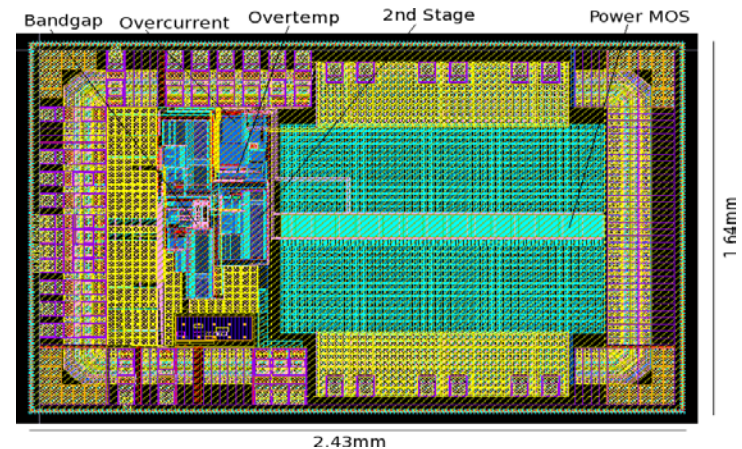 Bandgap
Overcurrent
Overtemp
2nd Stage
Power MOS
1.64mm
2.43mm